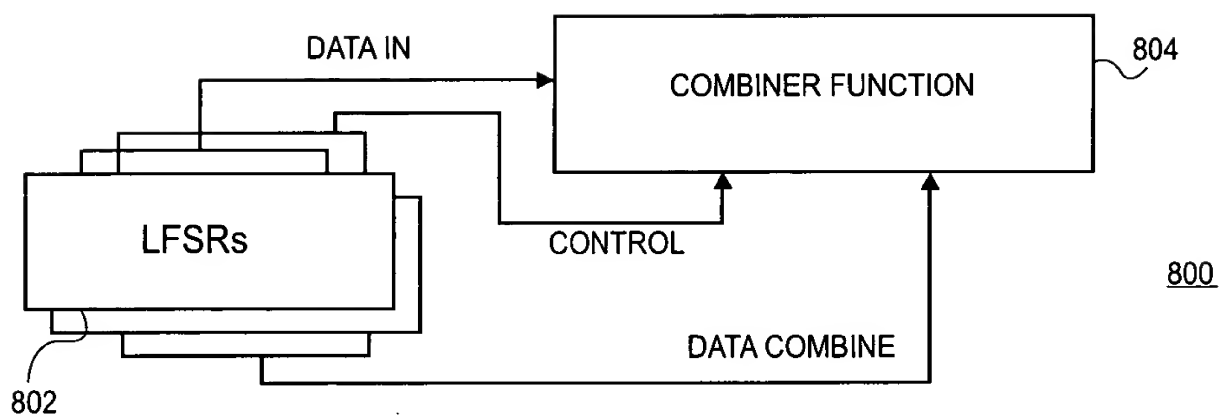 DATA IN
804
COMBINER FUNCTION
LFSRs
CONTROL
800
DATA COMBINE
802